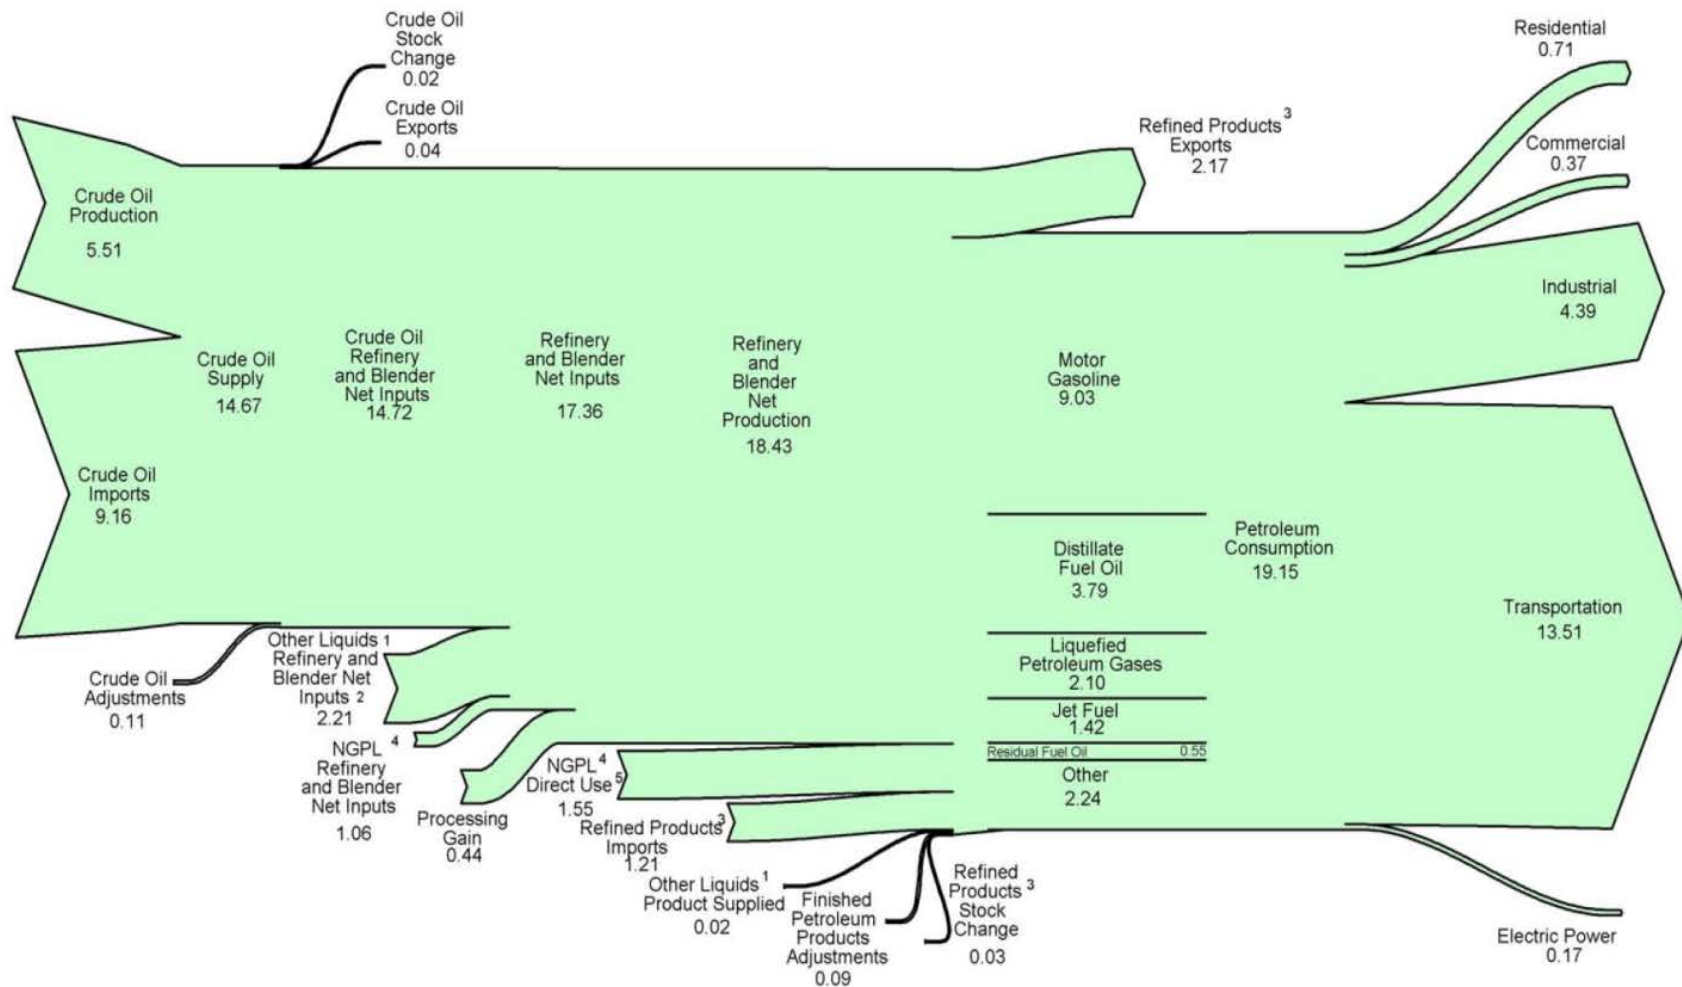 Crude Oil
Stock
Change
0.02
Crude Oil
Exports
0.04
Residential
0.71
Refined Products 3
Exports
2.17
Commercial
0.37
Crude Oil
Production
5.51
Industrial
4.39
Crude Oil
Supply
14.67
Crude Oil
Refinery
and Blender
Net Inputs
14.72
Refinery
and Blender
Net Inputs
17.36
Refinery
and
Blender
Net
Production
18.43
Motor
Gasoline
9.03
Crude Oil
Imports
9.16
Distillate
Fuel Oil
3.79
Petroleum
Consumption
19.15
Transportation
13.51
Liquefied
Petroleum Gases
2.10
Jet Fuel
1.42
Residual Fuel Oil 0.55
Other
2.24
Crude Oil
Adjustments
0.11
Other Liquids 1
Refinery and
Blender Net
Inputs 2
2.21
NGPL 4
Refinery
and Blender
Net Inputs
1.06
Processing
Gain
0.44
NGPL 4
Direct Use 5
1.55
Refined Products 3
Imports
1.21
Other Liquids 1
Product Supplied
0.02
Finished
Petroleum
Products
Adjustments
0.09
Refined
Products 3
Stock
Change
0.03
Electric Power
0.17